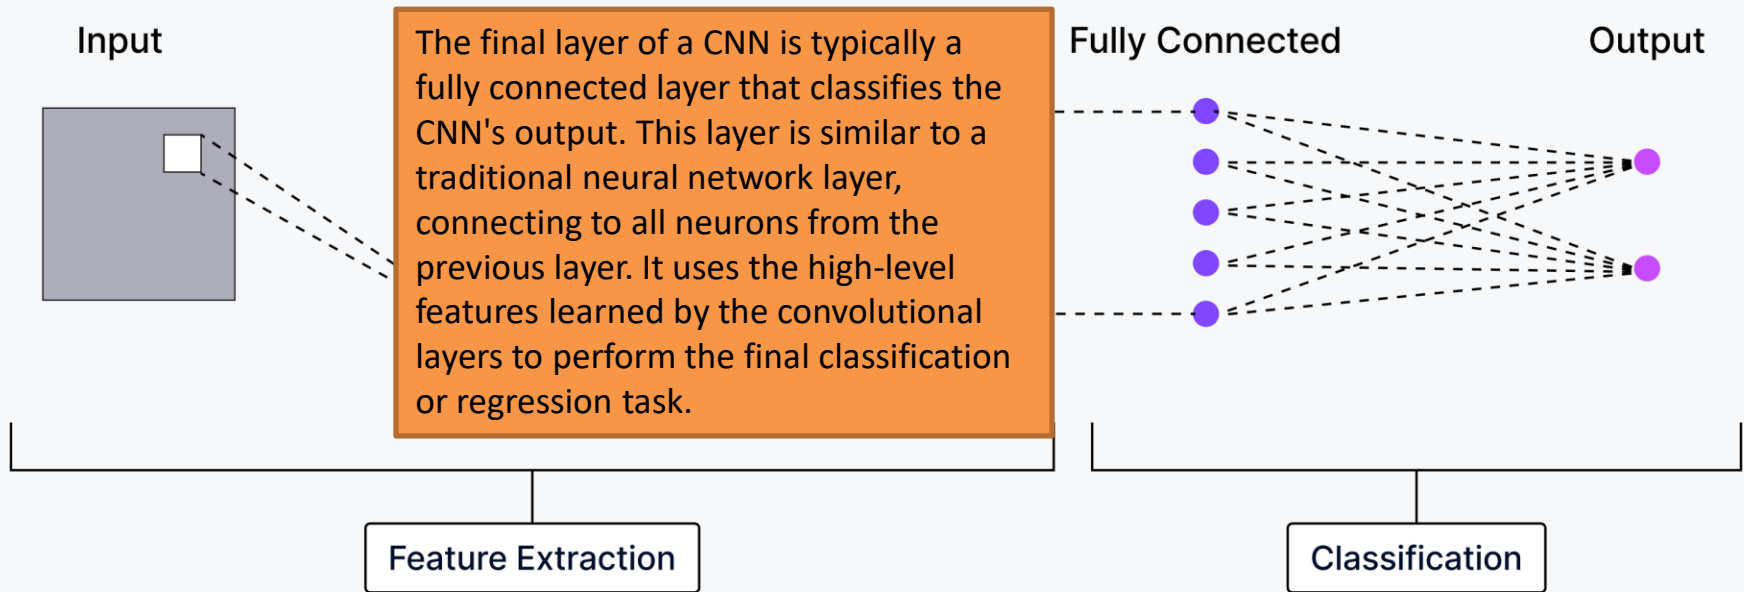 Input
The final layer of a CNN is typically a
fully connected layer that classifies the
CNN's output. This layer is similar to a
traditional neural network layer,
connecting to all neurons from the
previous layer. It uses the high-level
features learned by the convolutional
layers to perform the final classification
or regression task.
Fully Connected
Output
Feature Extraction
Classification